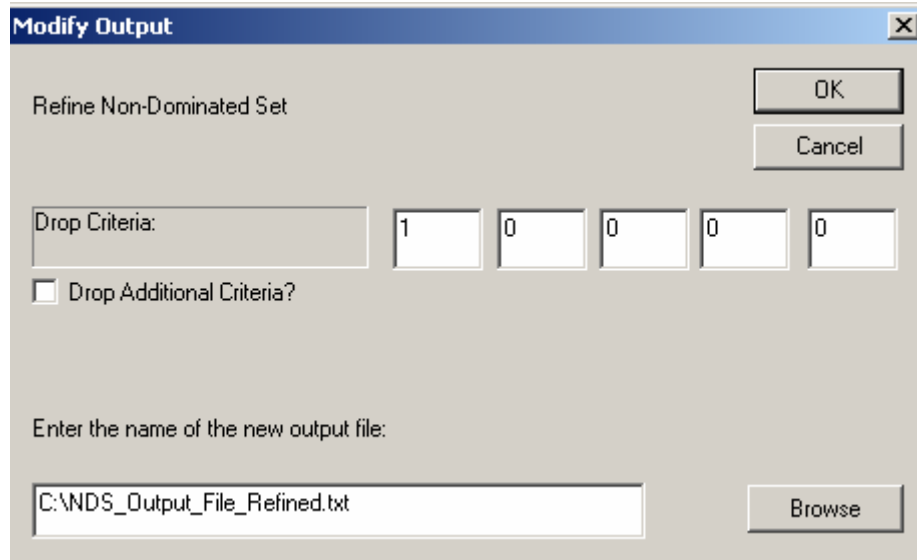 Modify Output
OK
Refine Non-Dominated Set
Cancel
Drop Criteria: 1 0 0 0 0
Drop Additional Criteria?
Enter the name of the new output file:
C:\NDS_Output_File_Refined.txt
Browse